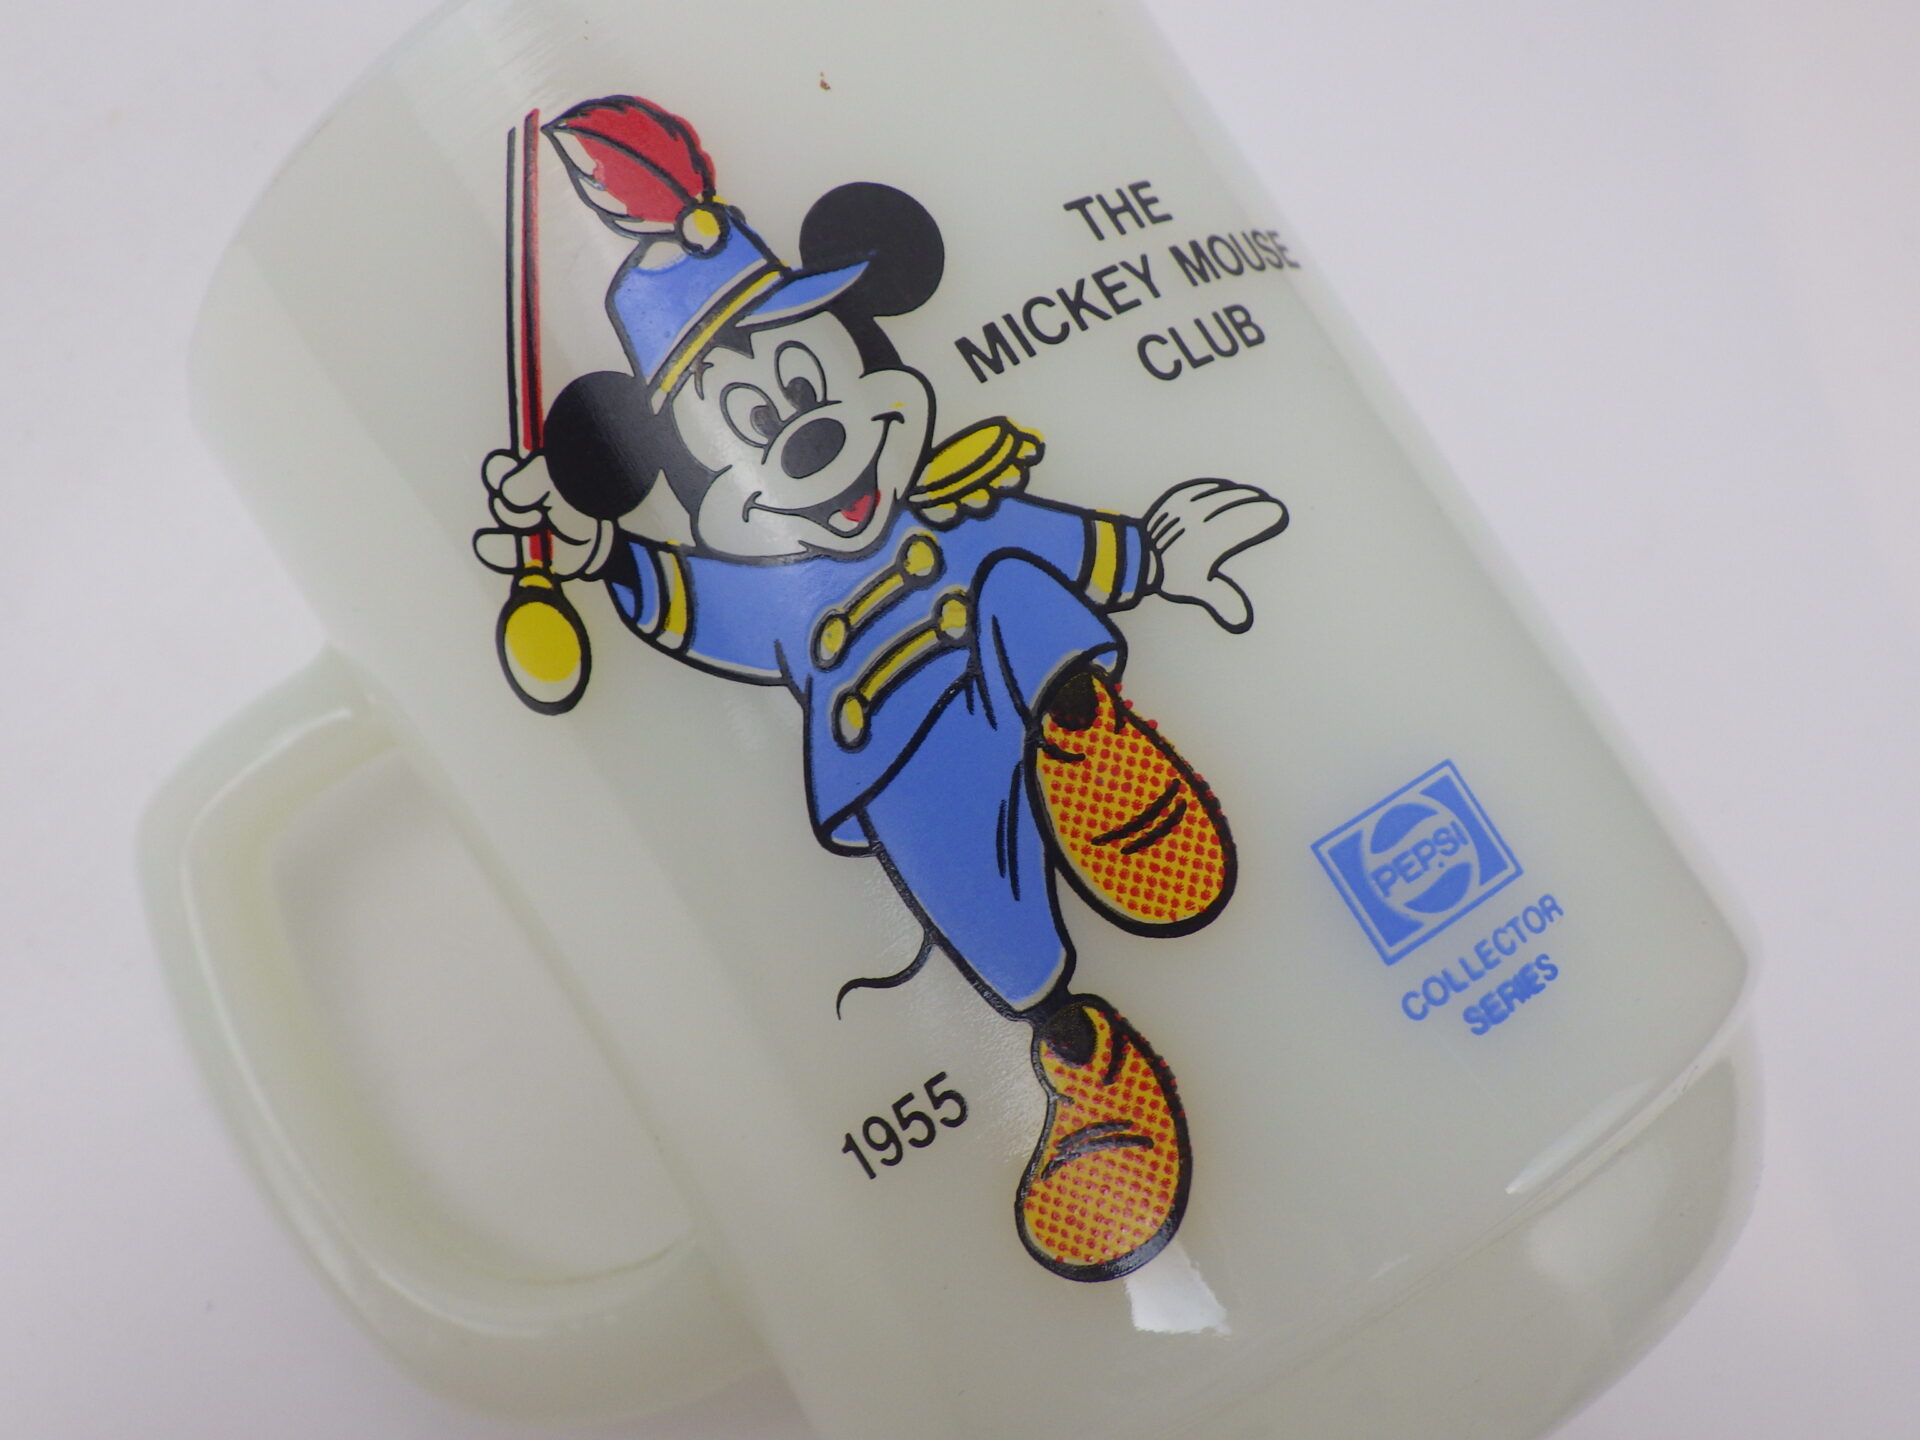 THE
MICKEY MOUSE
CLUB
PEPSI
COLLECTOR
SERIES
1955